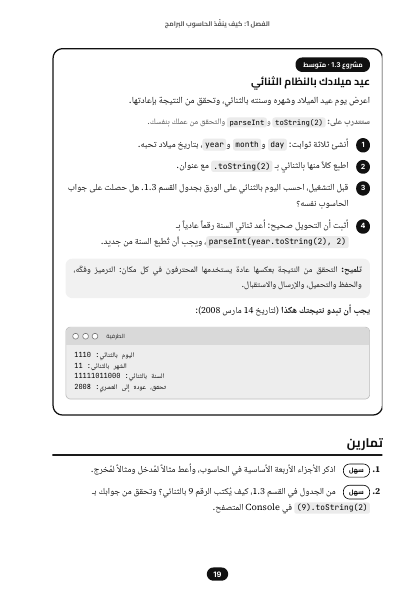 الفصل 1: كيف ينفّذ الحاسوب البرامج
مشروع 1.3 · متوسط
عيد ميلادك بالنظام الثنائي
اعرض يوم عيد الميلاد وشهره وسنته بالثنائي، وتحقق من النتيجة بإعادتها.
ستتدرب على: toString(2) و parseInt والتحقق من عملك بنفسك.
1 أنشئ ثلاثة ثوابت: day و month و year، بتاريخ تحبه.
2 اطبع كلاً منها بالثنائي بـ .toString(2) مع عنوان.
3 قبل التشغيل، احسب اليوم بالثنائي على الورق بجدول القسم 1.3. هل حصلت على جواب
الحاسوب نفسه؟
4 أثبت أن التحويل صحيح: أعد ثنائي السنة رقماً عادياً بـ
parseInt(year.toString(2), 2)، ويجب أن تُطبع السنة من جديد.
تلميح: التحقق من النتيجة بعكسها عادة يستخدمها المحترفون في كل مكان: الترميز وفكّه،
والحفظ والتحميل، والإرسال والاستقبال.
يجب أن تبدو نتيجتك هكذا (لتاريخ 14 مارس 2008):
الطرفية
اليوم بالثنائي: 1110
الشهر بالثنائي: 11
السنة بالثنائي: 11111011000
تحقق، عودة إلى العشري: 2008
تمارين
1. سهل اذكر الأجزاء الأربعة الأساسية في الحاسوب، وأعط مثالاً لمُدخل ومثالاً لمُخرج.
2. سهل من الجدول في القسم 1.3، كيف يُكتب الرقم 9 بالثنائي؟ وتحقق من جوابك بـ
(9).toString(2) في Console المتصفح.
19